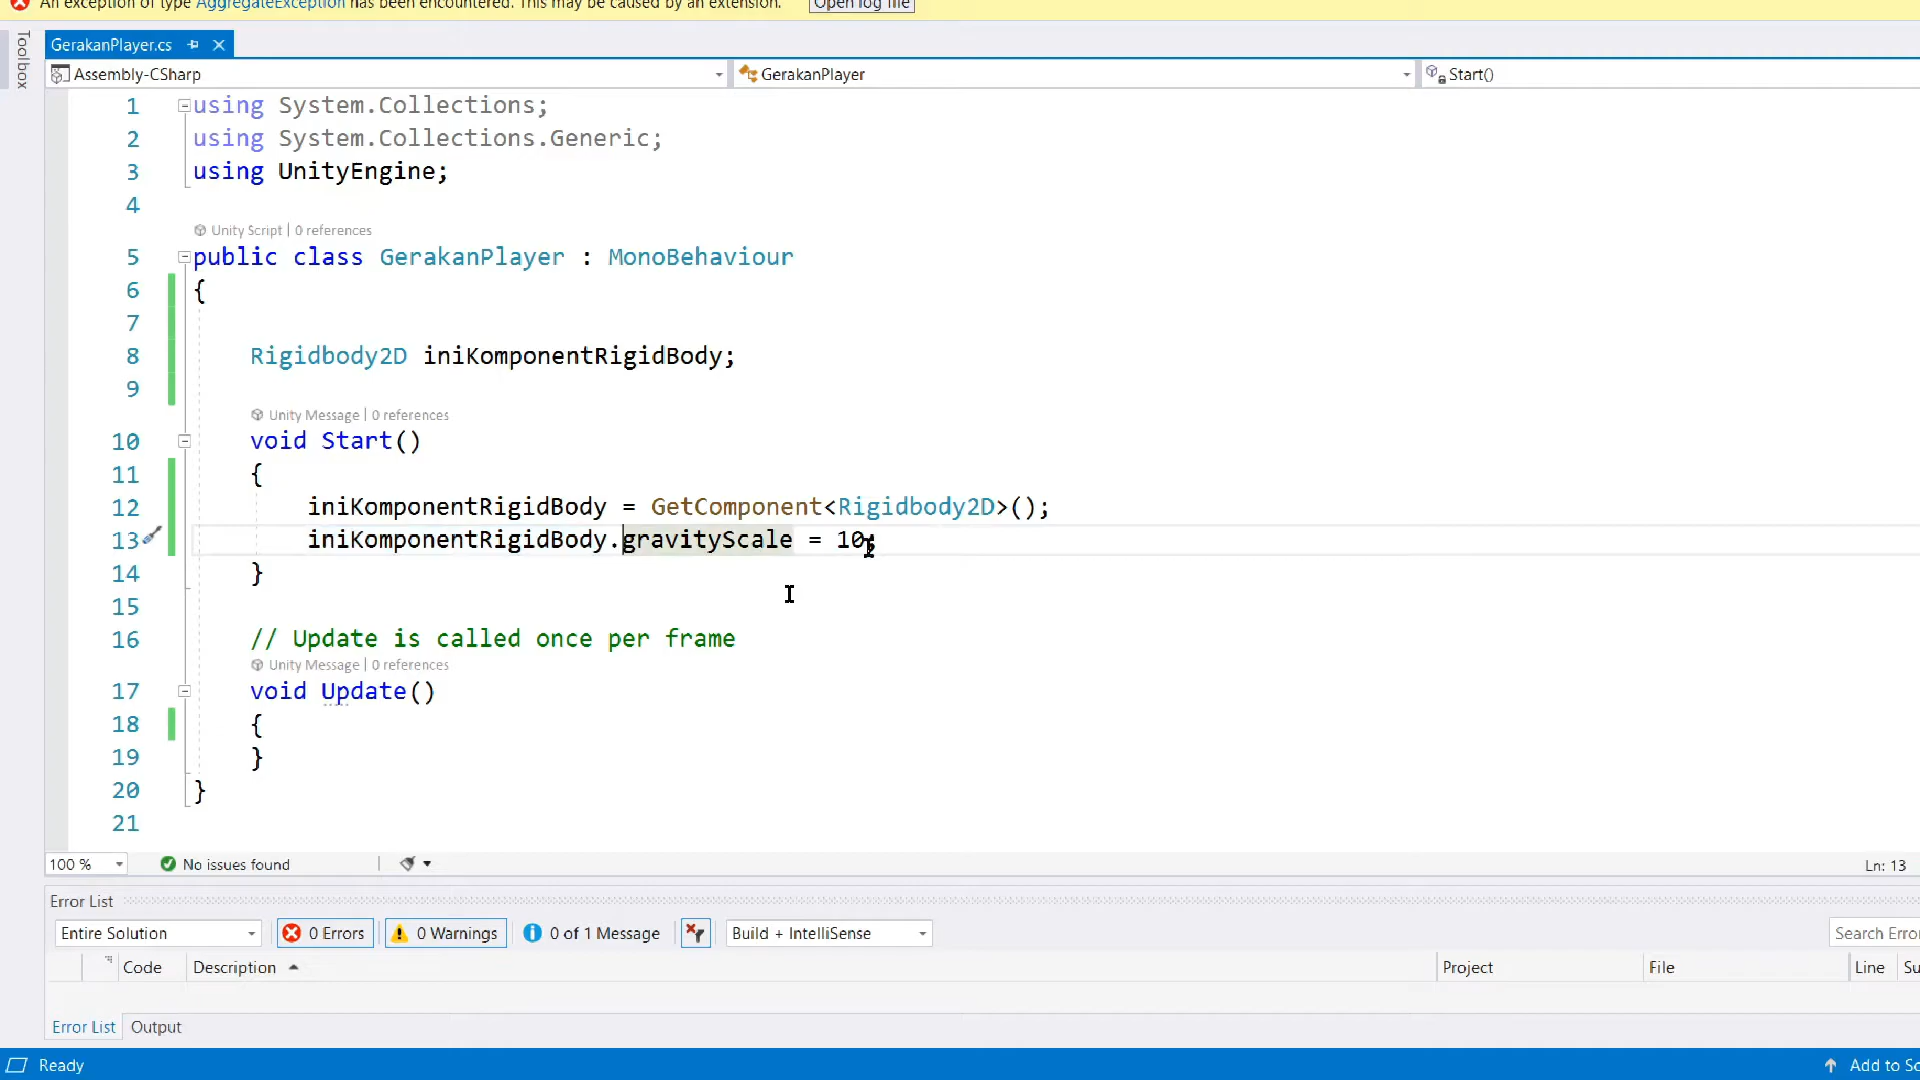 An exception of type AggregateException has been encountered. This may be caused by an extension. Open log file
Toolbox
GerakanPlayer.cs
Assembly-CSharp GerakanPlayer Start()
1 using System.Collections;
2 using System.Collections.Generic;
3 using UnityEngine;
4
Unity Script | 0 references
5 public class GerakanPlayer : MonoBehaviour
6 {
7
8 Rigidbody2D iniKomponentRigidBody;
9
Unity Message | 0 references
10 void Start()
11 {
12 iniKomponentRigidBody = GetComponent<Rigidbody2D>();
13 iniKomponentRigidBody.gravityScale = 10;
14 }
15
16 // Update is called once per frame
Unity Message | 0 references
17 void Update()
18 {
19 }
20 }
21
100 % No issues found Ln: 13
Error List
Entire Solution 0 Errors 0 Warnings 0 of 1 Message Build + IntelliSense Search Erro
Code Description Project File Line Su
Error List Output
Ready Add to So